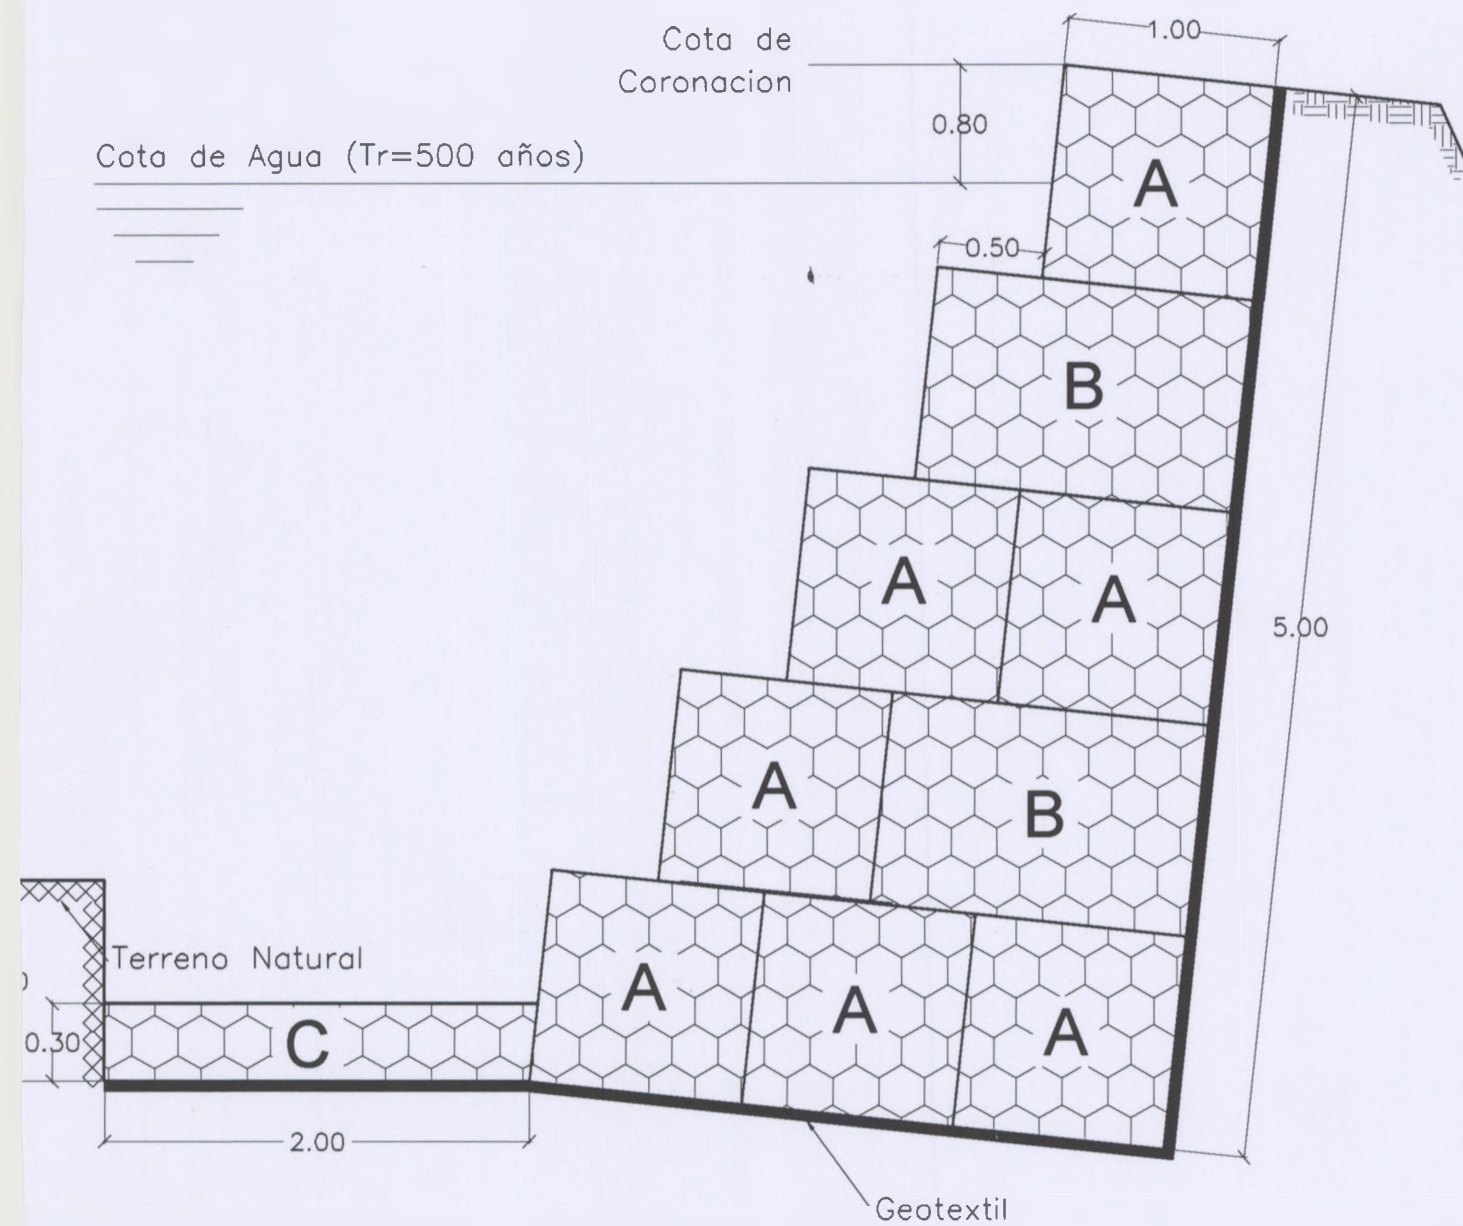 Cota de
Coronacion
1.00
0.80
Cota de Agua (Tr=500 años)
A
0.50
B
A
A
5.00
A
B
Terreno Natural
A
A
A
0.30
C
2.00
Geotextil